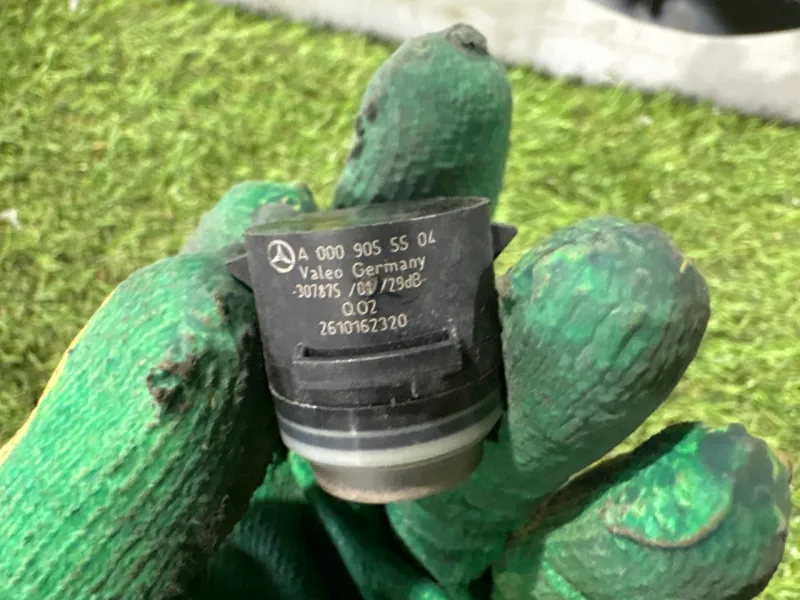 A 000 905 55 04
Valeo Germany
-307875 /01/ /29dB-
Q.02
2610162320